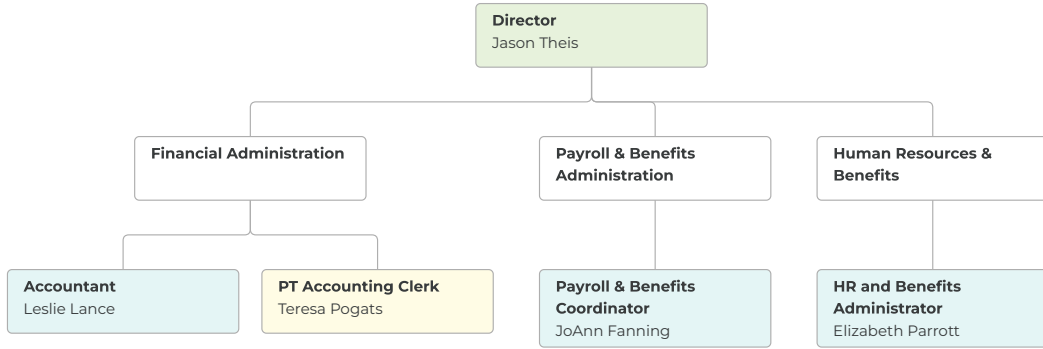 Director
Jason Theis
Financial Administration
Payroll & Benefits
Administration
Human Resources &
Benefits
Accountant
Leslie Lance
PT Accounting Clerk
Teresa Pogats
Payroll & Benefits
Coordinator
JoAnn Fanning
HR and Benefits
Administrator
Elizabeth Parrott